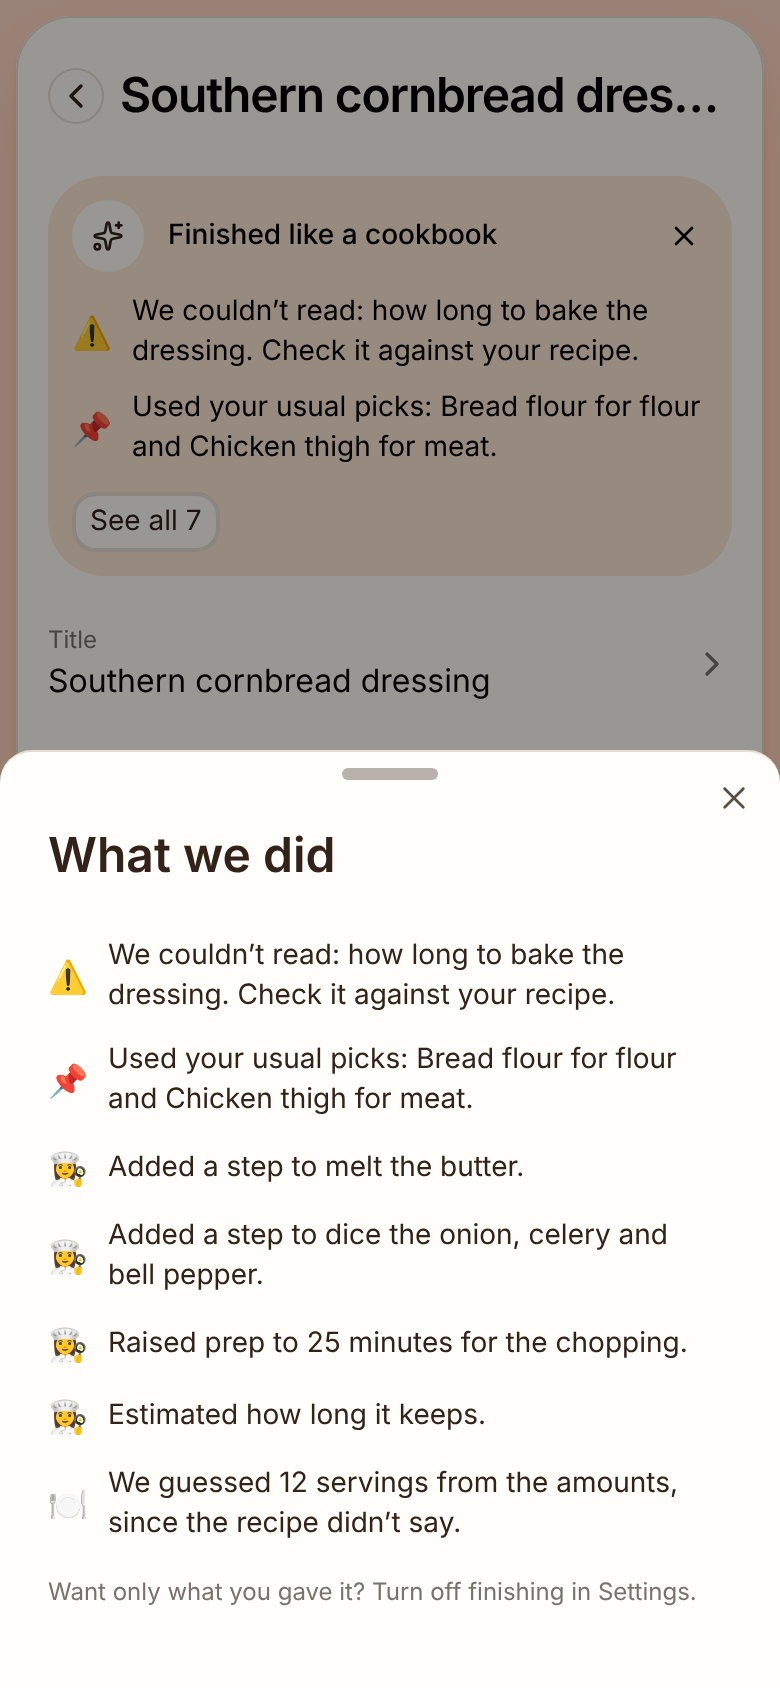 Southern cornbread dres...
Finished like a cookbook
We couldn’t read: how long to bake the
dressing. Check it against your recipe.
Used your usual picks: Bread flour for flour
and Chicken thigh for meat.
See all 7
Title
Southern cornbread dressing
What we did
We couldn’t read: how long to bake the
dressing. Check it against your recipe.
Used your usual picks: Bread flour for flour
and Chicken thigh for meat.
Added a step to melt the butter.
Added a step to dice the onion, celery and
bell pepper.
Raised prep to 25 minutes for the chopping.
Estimated how long it keeps.
We guessed 12 servings from the amounts,
since the recipe didn’t say.
Want only what you gave it? Turn off finishing in Settings.